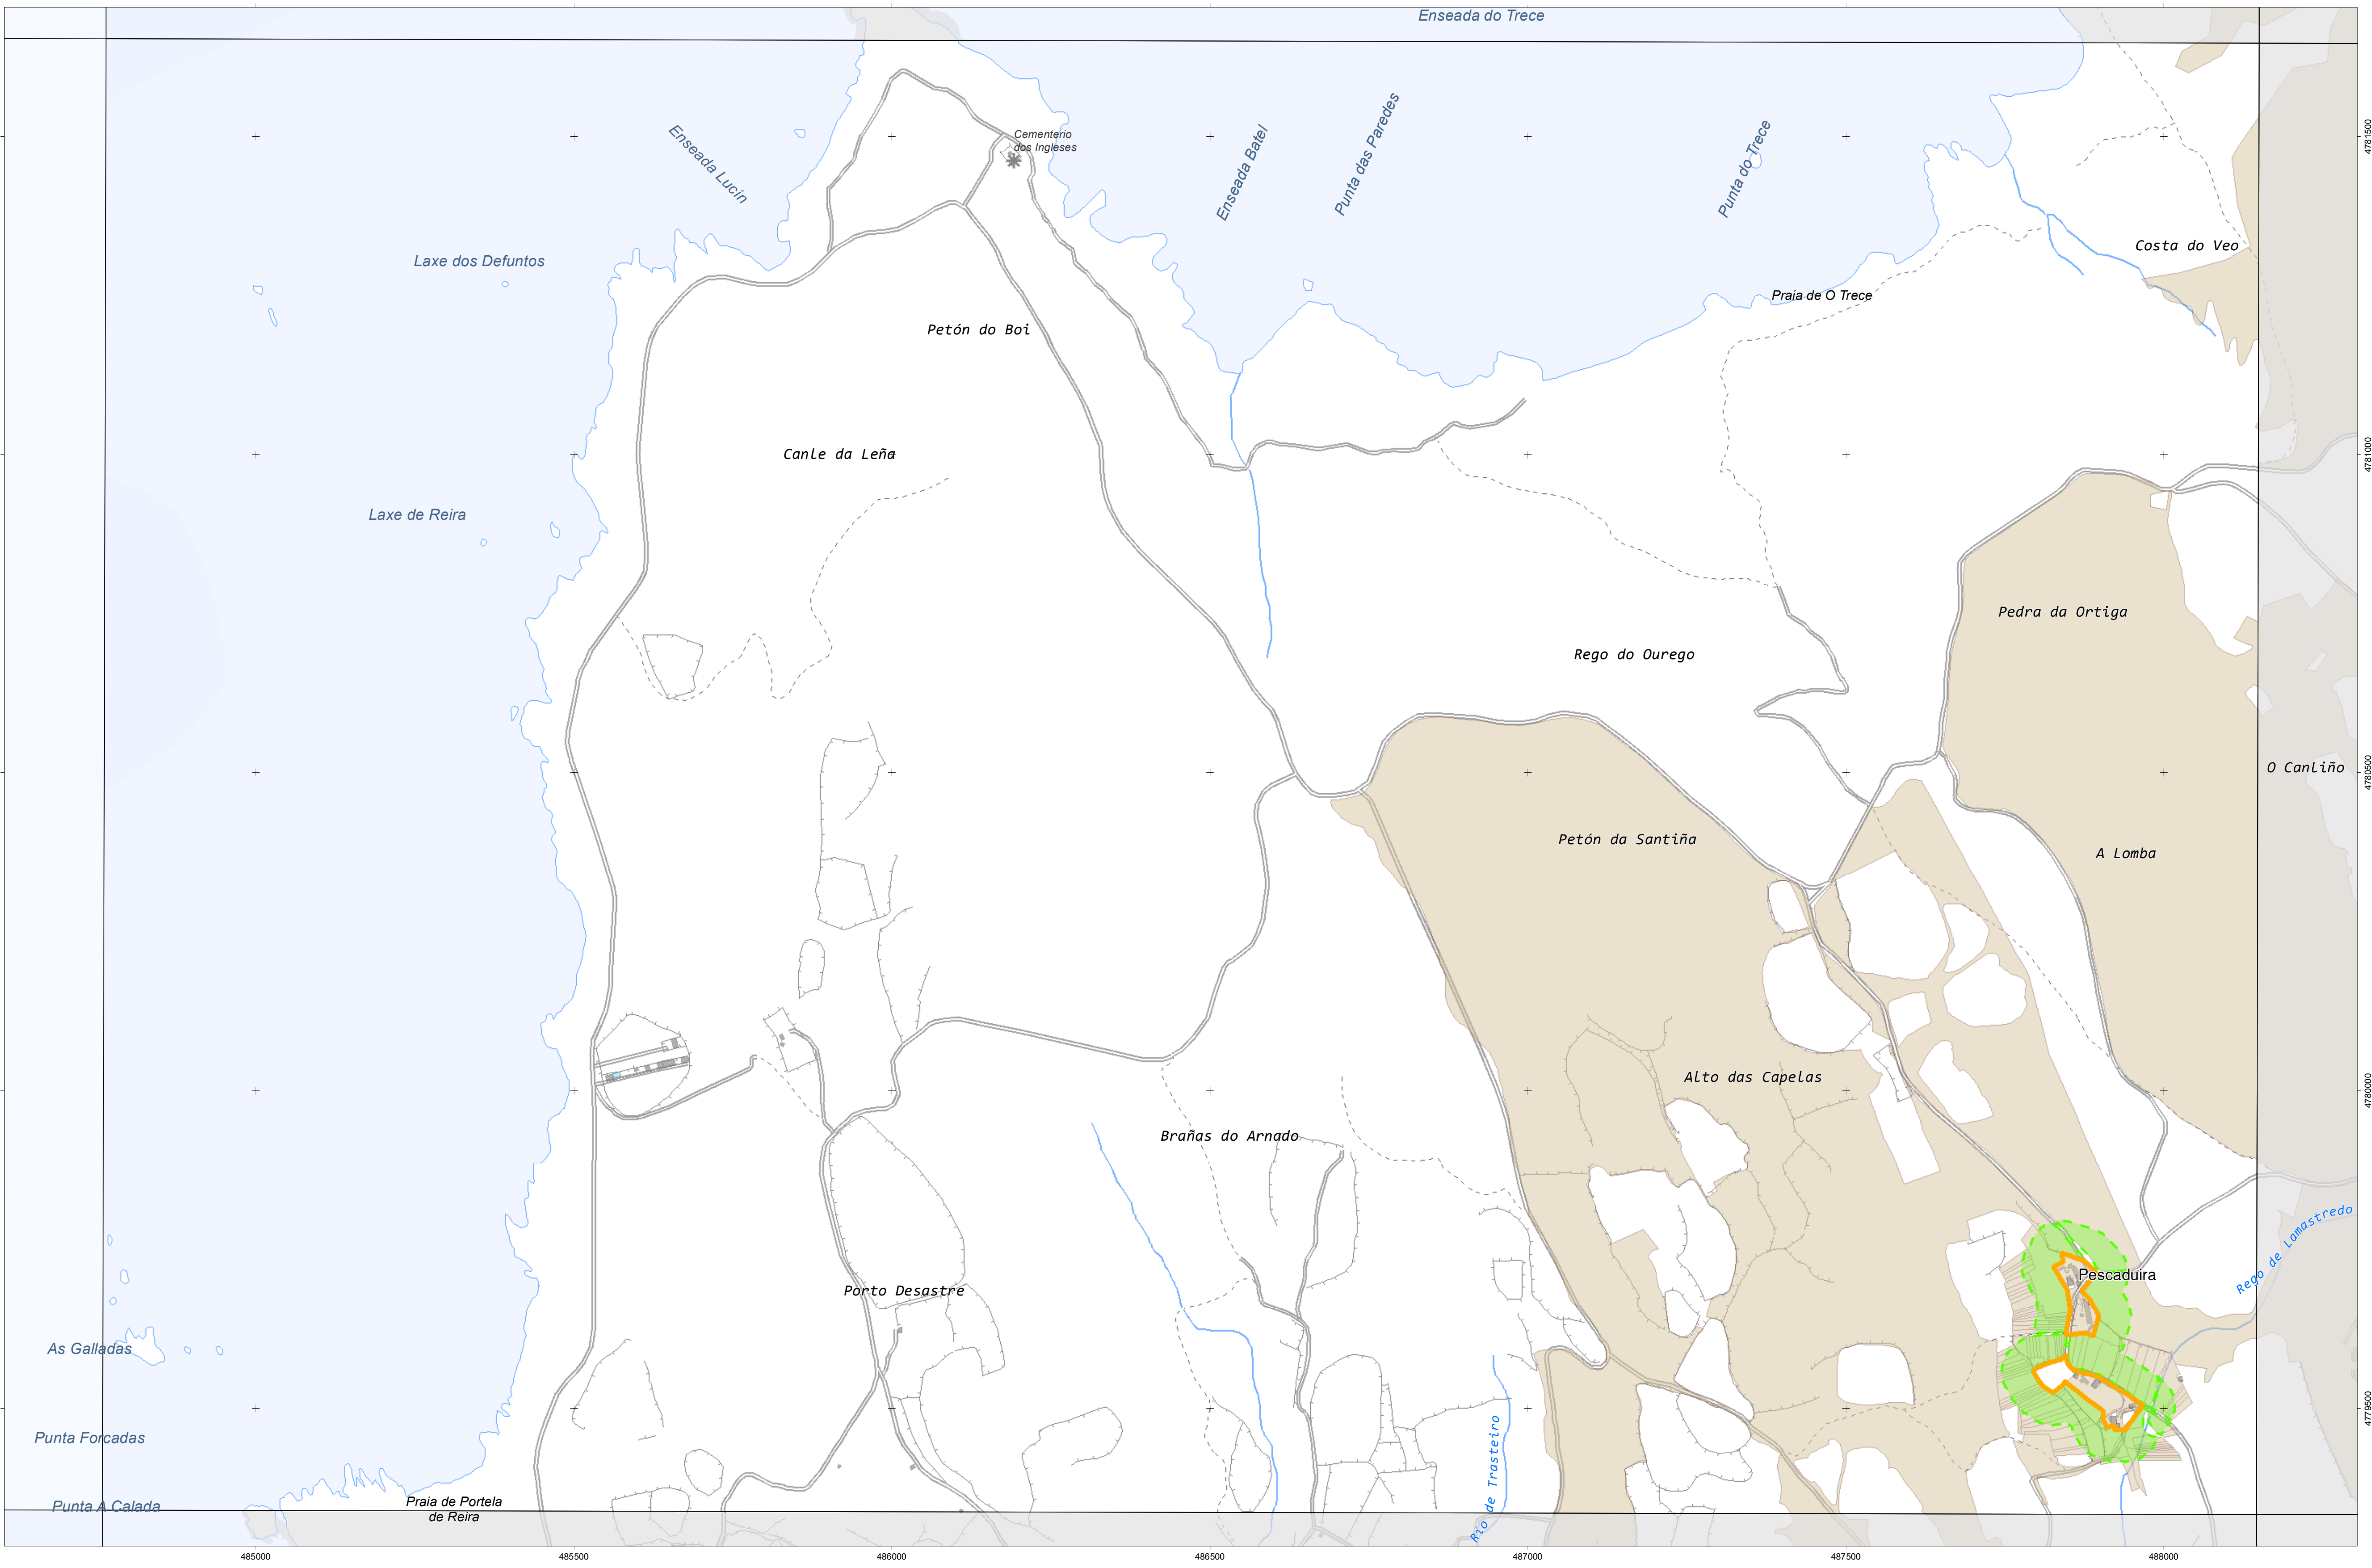 Enseada do Trece
Enseada Lucín
Cementerio
dos Ingleses
Enseada Batel
Punta das Paredes
Punta do Trece
4781500
Costa do Veo
Laxe dos Defuntos
Praia de O Trece
Petón do Boi
Canle da Leña
4781000
Laxe de Reira
Pedra da Ortiga
Rego do Ourego
O Canliño
4780500
Petón da Santiña
A Lomba
Alto das Capelas
4780000
Brañas do Arnado
Rego de Lamastredo
Pescaduira
Porto Desastre
As Galladas
4779500
Punta Forcadas
Río de Trasteiro
Punta A Calada
Praia de Portela
de Reira
485000
485500
486000
486500
487000
487500
488000